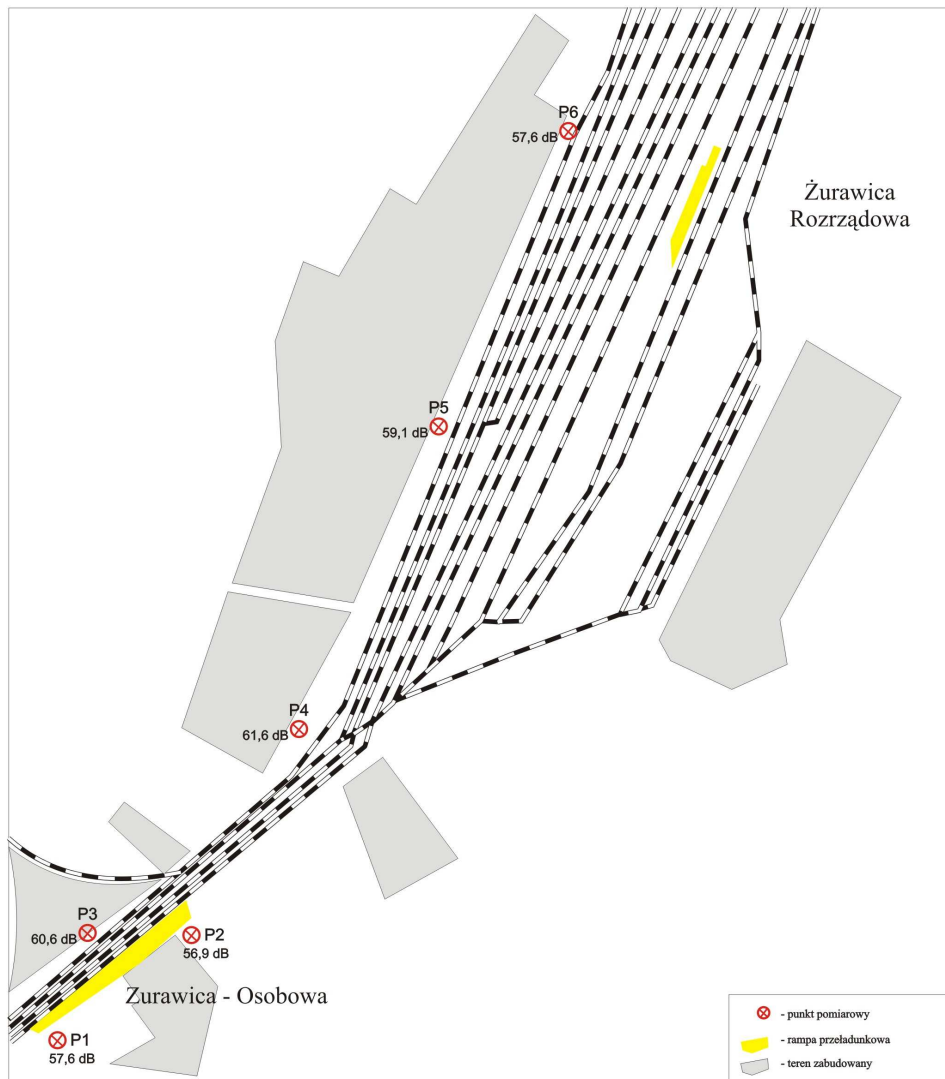 P6
57,6 dB
Żurawica
Rozrządowa
P5
59,1 dB
P4
61,6 dB
P3
60,6 dB
P2
56,9 dB
Żurawica - Osobowa
P1
57,6 dB
- punkt pomiarowy
- rampa przeładunkowa
- teren zabudowany